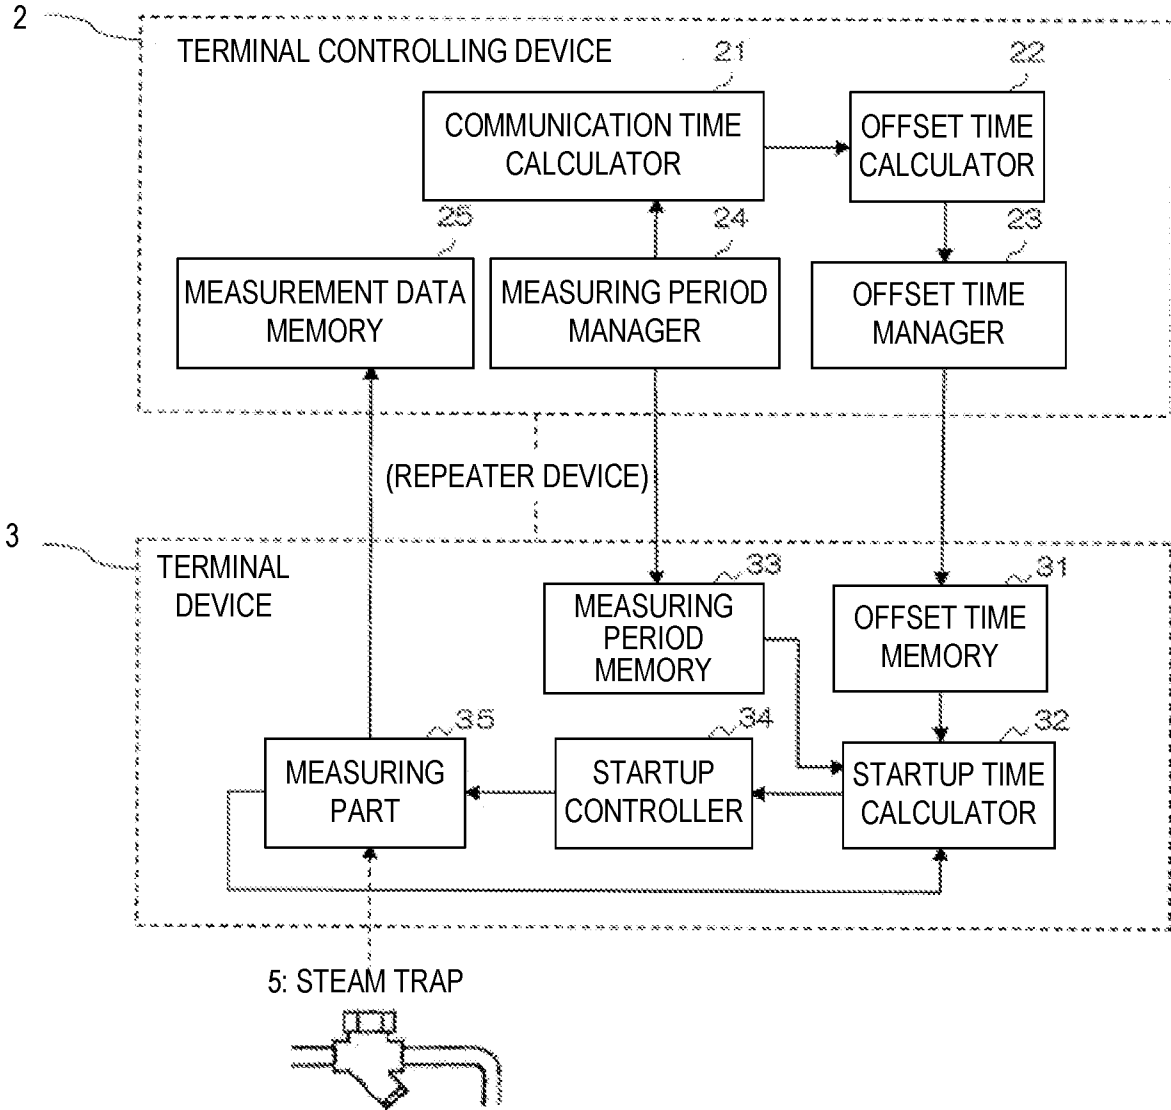 2
TERMINAL CONTROLLING DEVICE
21
22
COMMUNICATION TIME
CALCULATOR
OFFSET TIME
CALCULATOR
25
24
23
MEASUREMENT DATA
MEMORY
MEASURING PERIOD
MANAGER
OFFSET TIME
MANAGER
(REPEATER DEVICE)
3
TERMINAL
DEVICE
33
31
MEASURING
PERIOD
MEMORY
OFFSET TIME
MEMORY
35
34
32
MEASURING
PART
STARTUP
CONTROLLER
STARTUP TIME
CALCULATOR
5: STEAM TRAP